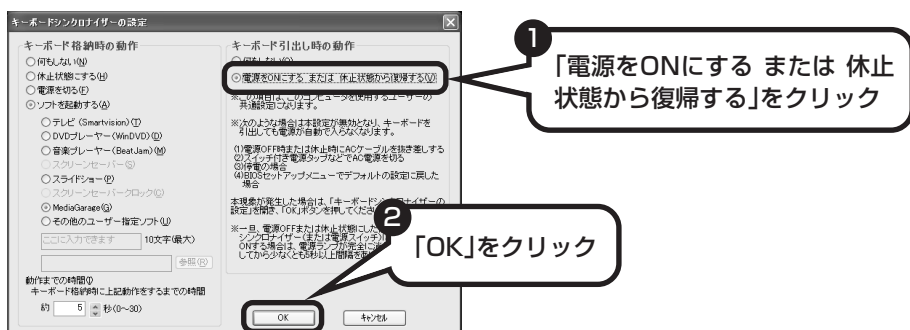 キーボードシンクロナイザーの設定
キーボード格納時の動作
何もしない(N)
休止状態にする(H)
電源を切る(F)
ソフトを起動する(A)
テレビ (Smartvision)(T)
DVDプレーヤー(WinDVD)(D)
音楽プレーヤー(BeatJam)(M)
スクリーンセーバー(S)
スライドショー(P)
スクリーンセーバークロック(C)
MediaGarage(G)
その他のユーザー指定ソフト(U)
ここに入力できます 10文字(最大)
参照(R)
動作までの時間(I)
キーボード格納時に上記動作をするまでの時間
約 5 秒(0～30)
キーボード引出し時の動作
電源をONにする または 休止状態から復帰する(V)
※この項目は、このコンピュータを使用するユーザーの
共通設定になります。
※次のような場合は本設定が無効となり、キーボードを
引出しても電源が自動で入らなくなります。
(1)電源OFF時または休止時にACケーブルを抜き差しする
(2)スイッチ付き電源タップなどでAC電源を切る
(3)停電の場合
(4)BIOSセットアップメニューでデフォルトの設定に戻した
場合
本現象が発生した場合は、「キーボードシンクロナイザーの
設定」を開き、「OK」ボタンを押してくださ
※一旦、電源OFFまたは休止状態にした
シンクロナイザー(または電源スイッチ)
ONする場合は、電源ランプが完全に
してから少なくとも5秒以上間隔を
OK
キャンセル
1
「電源をONにする または 休止
状態から復帰する」をクリック
2
「OK」をクリック